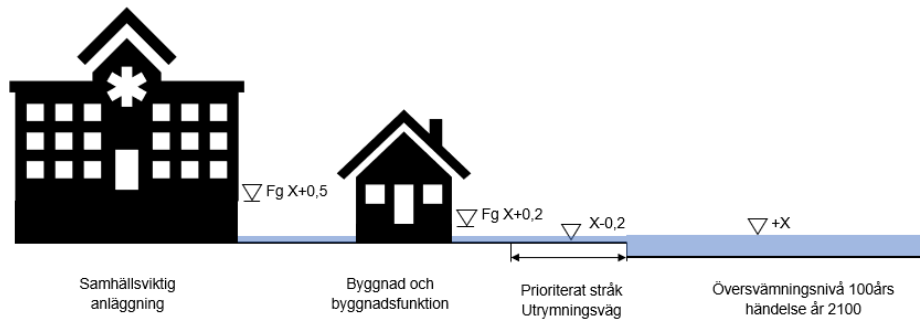 Fg X+0,5
Fg X+0,2
X-0,2
+X
Samhällsviktig
anläggning
Byggnad och
byggnadsfunktion
Prioriterat stråk
Utrymningsväg
Översvämningsnivå 100års
händelse år 2100